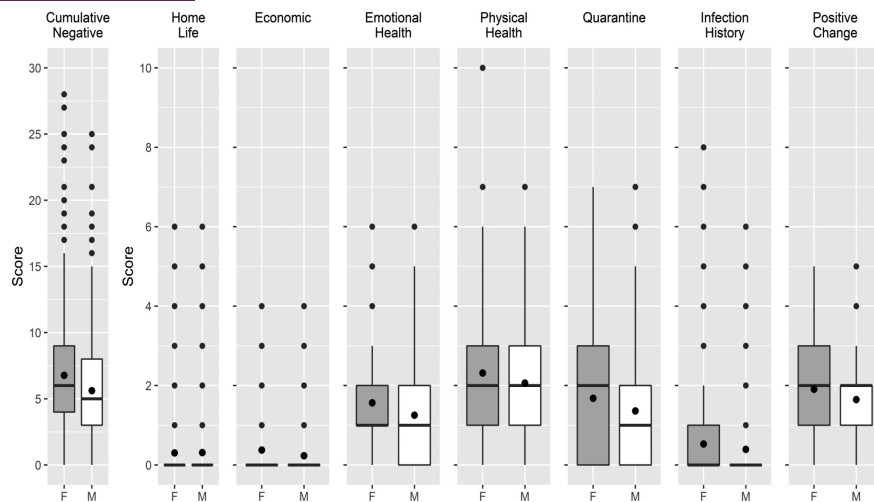 Cumulative Negative
Home Life
Economic
Emotional Health
Physical Health
Quarantine
Infection History
Positive Change
Score
30
25
20
15
10
5
0
Score
10
8
6
4
2
0
F M
F M
F M
F M
F M
F M
F M
F M